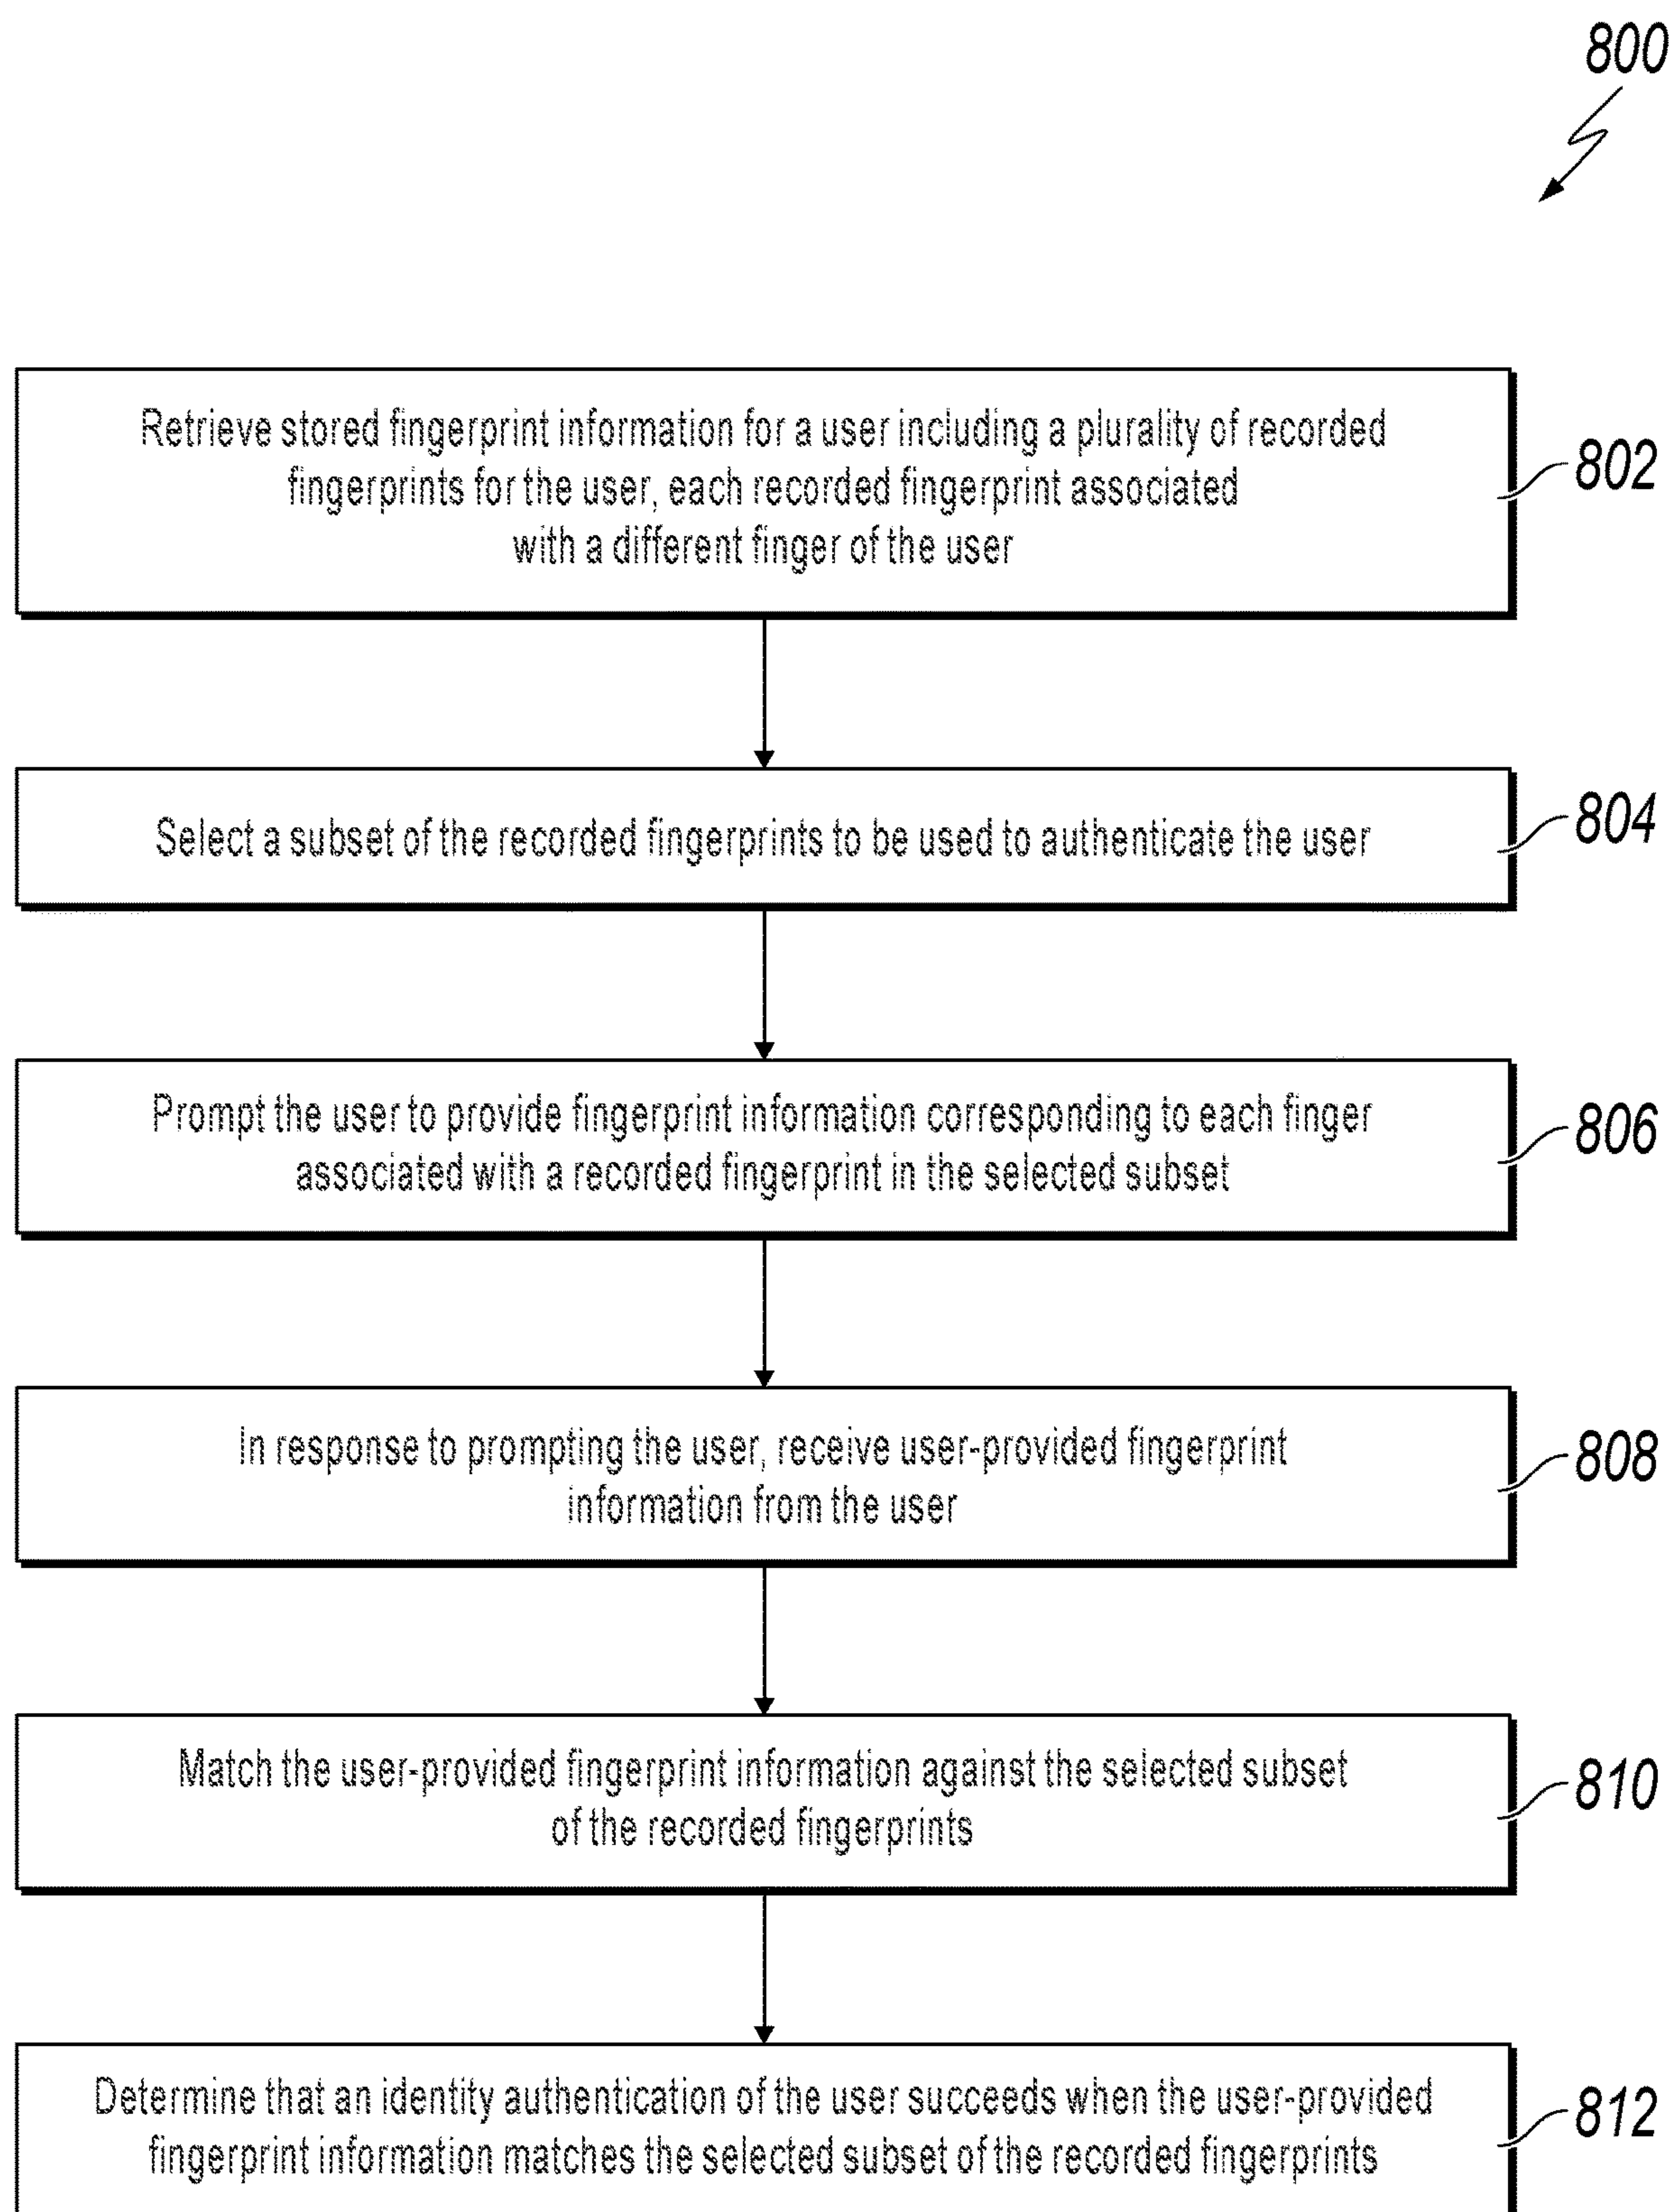 800
Retrieve stored fingerprint information for a user including a plurality of recorded
fingerprints for the user, each recorded fingerprint associated
with a different finger of the user
802
Select a subset of the recorded fingerprints to be used to authenticate the user
804
Prompt the user to provide fingerprint information corresponding to each finger
associated with a recorded fingerprint in the selected subset
806
In response to prompting the user, receive user-provided fingerprint
information from the user
808
Match the user-provided fingerprint information against the selected subset
of the recorded fingerprints
810
Determine that an identity authentication of the user succeeds when the user-provided
fingerprint information matches the selected subset of the recorded fingerprints
812